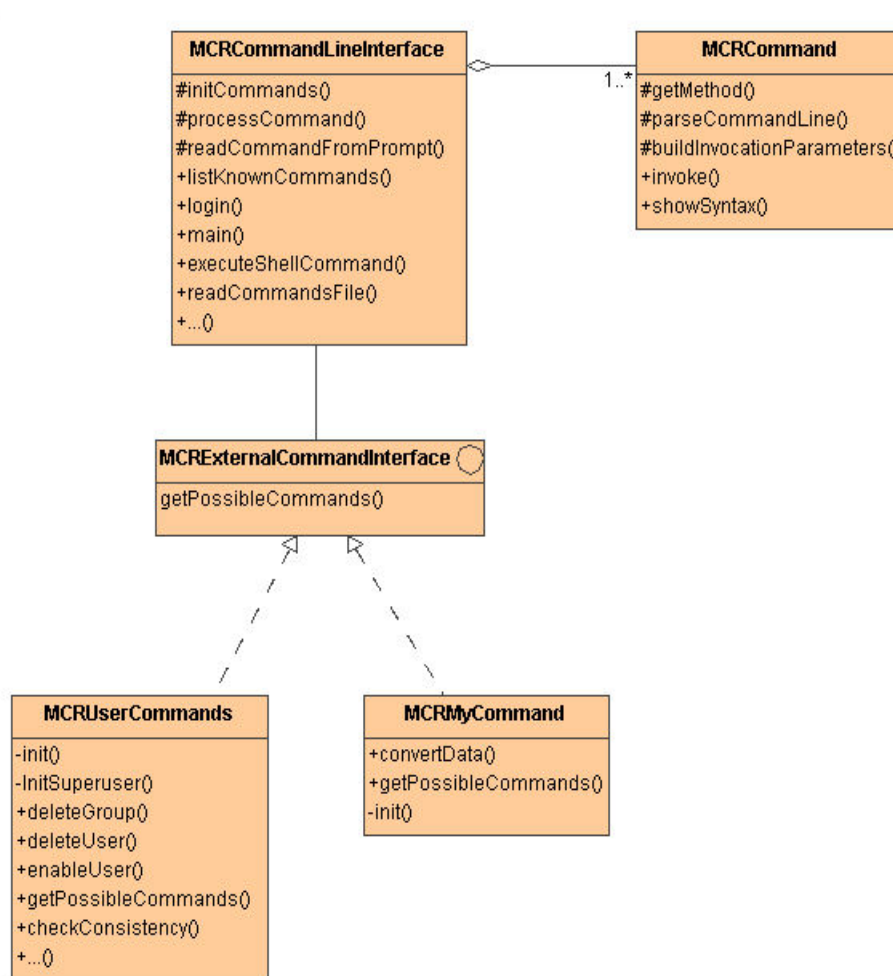 MCRCommandLineInterface
#initCommands()
#processCommand()
#readCommandFromPrompt()
+listKnownCommands()
+login()
+main()
+executeShellCommand()
+readCommandsFile()
+...()
1..*
MCRCommand
#getMethod()
#parseCommandLine()
#buildInvocationParameters()
+invoke()
+showSyntax()
MCRExternalCommandInterface
getPossibleCommands()
MCRUserCommands
-init()
-InitSuperuser()
+deleteGroup()
+deleteUser()
+enableUser()
+getPossibleCommands()
+checkConsistency()
+...()
MCRMyCommand
+convertData()
+getPossibleCommands()
-init()